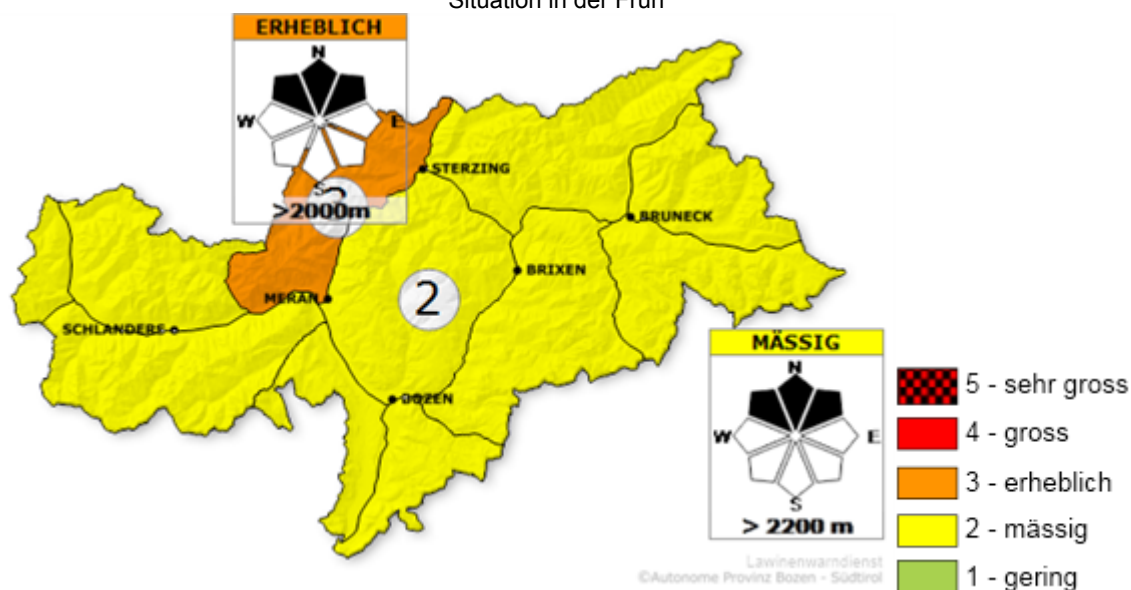 Situation in der Früh
ERHEBLICH
N
W
E
S
>2000m
3
STERZING
BRUNECK
BRIXEN
MERAN
2
SCHLANDERS
BOZEN
MÄSSIG
N
W
E
S
> 2200 m
5 - sehr gross
4 - gross
3 - erheblich
2 - mässig
1 - gering
Lawinenwarndienst
©Autonome Provinz Bozen - Südtirol